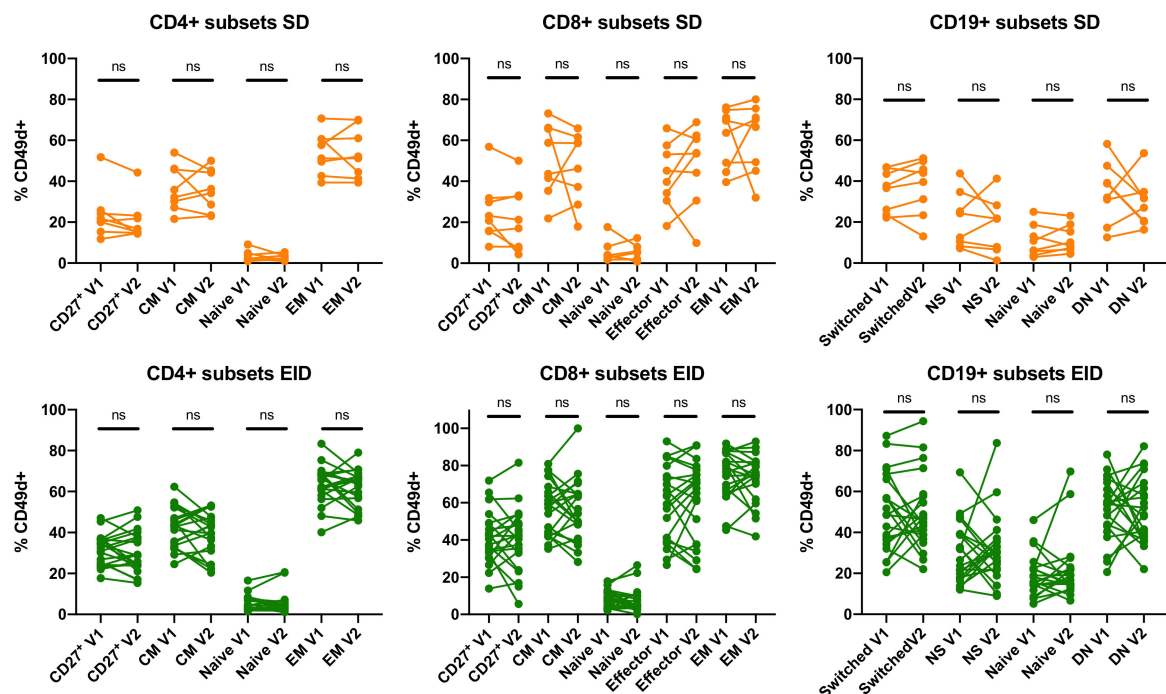 CD4+ subsets SD
% CD49d+
100
80
60
40
20
0
ns ns ns ns
CD27⁺ V1 CD27⁺ V2 CM V1 CM V2 Naive V1 Naive V2 EM V1 EM V2
CD8+ subsets SD
% CD49d+
100
80
60
40
20
0
ns ns ns ns ns
CD27⁺ V1 CD27⁺ V2 CM V1 CM V2 Naive V1 Naive V2 Effector V1 Effector V2 EM V1 EM V2
CD19+ subsets SD
% CD49d+
100
80
60
40
20
0
ns ns ns ns
Switched V1 SwitchedV2 NS V1 NS V2 Naive V1 Naive V2 DN V1 DN V2
CD4+ subsets EID
% CD49d+
100
80
60
40
20
0
ns ns ns ns
CD27⁺ V1 CD27⁺ V2 CM V1 CM V2 Naive V1 Naive V2 EM V1 EM V2
CD8+ subsets EID
% CD49d+
100
80
60
40
20
0
ns ns ns ns ns
CD27⁺ V1 CD27⁺ V2 CM V1 CM V2 Naive V1 Naive V2 Effector V1 Effector V2 EM V1 EM V2
CD19+ subsets EID
% CD49d+
100
80
60
40
20
0
ns ns ns ns
Switched V1 SwitchedV2 NS V1 NS V2 Naive V1 Naive V2 DN V1 DN V2